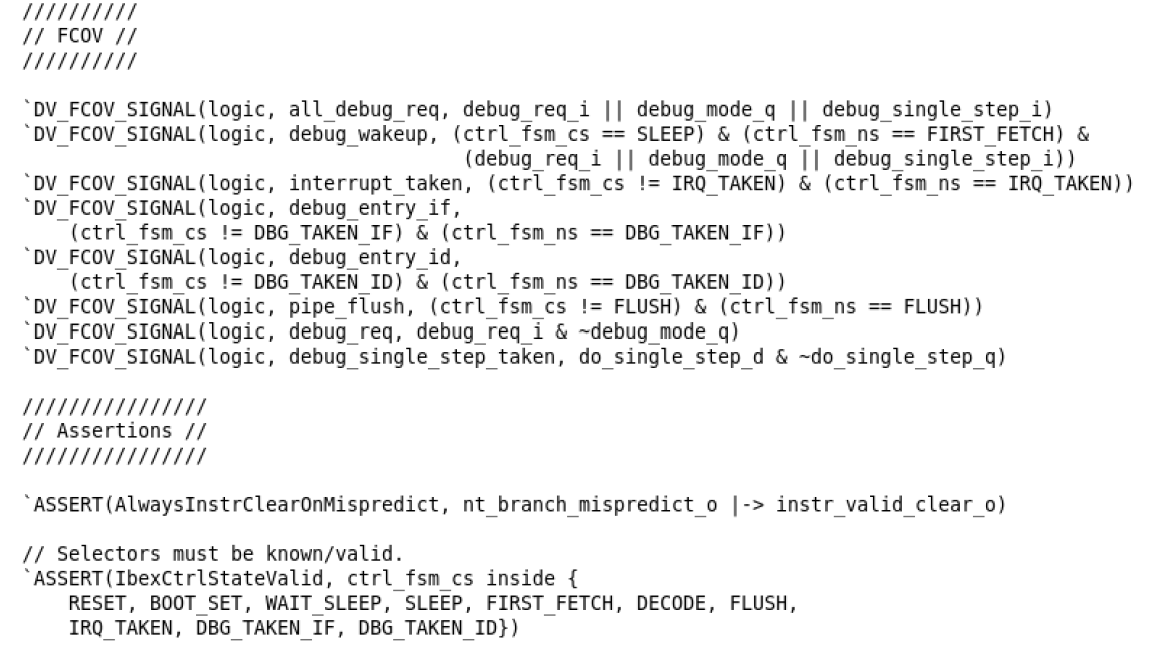 //////////
// FCOV //
//////////

`DV_FCOV_SIGNAL(logic, all_debug_req, debug_req_i || debug_mode_q || debug_single_step_i)
`DV_FCOV_SIGNAL(logic, debug_wakeup, (ctrl_fsm_cs == SLEEP) & (ctrl_fsm_ns == FIRST_FETCH) &
                                      (debug_req_i || debug_mode_q || debug_single_step_i))
`DV_FCOV_SIGNAL(logic, interrupt_taken, (ctrl_fsm_cs != IRQ_TAKEN) & (ctrl_fsm_ns == IRQ_TAKEN))
`DV_FCOV_SIGNAL(logic, debug_entry_if,
    (ctrl_fsm_cs != DBG_TAKEN_IF) & (ctrl_fsm_ns == DBG_TAKEN_IF))
`DV_FCOV_SIGNAL(logic, debug_entry_id,
    (ctrl_fsm_cs != DBG_TAKEN_ID) & (ctrl_fsm_ns == DBG_TAKEN_ID))
`DV_FCOV_SIGNAL(logic, pipe_flush, (ctrl_fsm_cs != FLUSH) & (ctrl_fsm_ns == FLUSH))
`DV_FCOV_SIGNAL(logic, debug_req, debug_req_i & ~debug_mode_q)
`DV_FCOV_SIGNAL(logic, debug_single_step_taken, do_single_step_d & ~do_single_step_q)

////////////////
// Assertions //
////////////////

`ASSERT(AlwaysInstrClearOnMispredict, nt_branch_mispredict_o |-> instr_valid_clear_o)

// Selectors must be known/valid.
`ASSERT(IbexCtrlStateValid, ctrl_fsm_cs inside {
    RESET, BOOT_SET, WAIT_SLEEP, SLEEP, FIRST_FETCH, DECODE, FLUSH,
    IRQ_TAKEN, DBG_TAKEN_IF, DBG_TAKEN_ID})